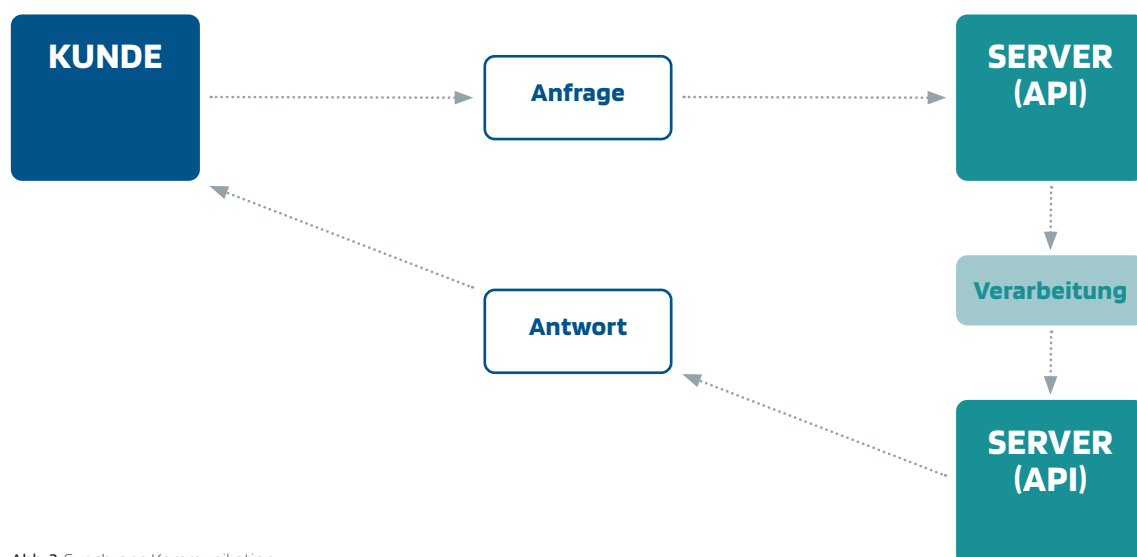 KUNDE
Anfrage
SERVER
(API)
Verarbeitung
Antwort
SERVER
(API)